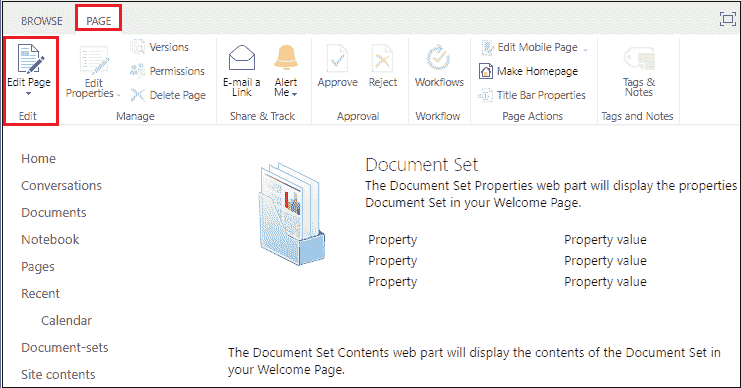 BROWSE PAGE
Edit Page
Edit
Edit
Properties
Versions
Permissions
Delete Page
Manage
E-mail a
Link
Alert
Me
Share & Track
Approve
Reject
Approval
Workflows
Workflow
Edit Mobile Page
Make Homepage
Title Bar Properties
Page Actions
Tags &
Notes
Tags and Notes
Home
Conversations
Documents
Notebook
Pages
Recent
Calendar
Document-sets
Site contents
Document Set
The Document Set Properties web part will display the properties
Document Set in your Welcome Page.
Property Property value
Property Property value
Property Property value
The Document Set Contents web part will display the contents of the Document Set in
your Welcome Page.